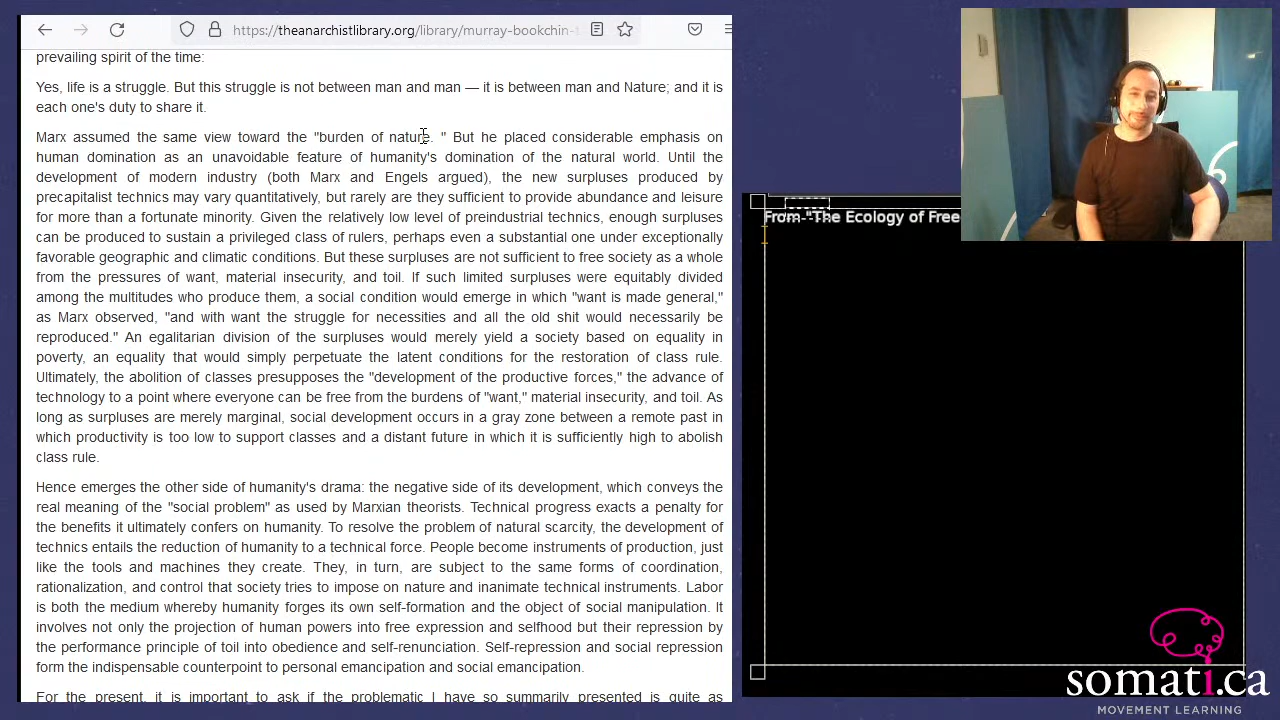 https://theanarchistlibrary.org/library/murray-bookchin-t
prevailing spirit of the time:
Yes, life is a struggle. But this struggle is not between man and man — it is between man and Nature; and it is
each one's duty to share it.
Marx assumed the same view toward the "burden of nature. " But he placed considerable emphasis on
human domination as an unavoidable feature of humanity's domination of the natural world. Until the
development of modern industry (both Marx and Engels argued), the new surpluses produced by
precapitalist technics may vary quantitatively, but rarely are they sufficient to provide abundance and leisure
for more than a fortunate minority. Given the relatively low level of preindustrial technics, enough surpluses
can be produced to sustain a privileged class of rulers, perhaps even a substantial one under exceptionally
favorable geographic and climatic conditions. But these surpluses are not sufficient to free society as a whole
from the pressures of want, material insecurity, and toil. If such limited surpluses were equitably divided
among the multitudes who produce them, a social condition would emerge in which "want is made general,"
as Marx observed, "and with want the struggle for necessities and all the old shit would necessarily be
reproduced." An egalitarian division of the surpluses would merely yield a society based on equality in
poverty, an equality that would simply perpetuate the latent conditions for the restoration of class rule.
Ultimately, the abolition of classes presupposes the "development of the productive forces," the advance of
technology to a point where everyone can be free from the burdens of "want," material insecurity, and toil. As
long as surpluses are merely marginal, social development occurs in a gray zone between a remote past in
which productivity is too low to support classes and a distant future in which it is sufficiently high to abolish
class rule.
Hence emerges the other side of humanity's drama: the negative side of its development, which conveys the
real meaning of the "social problem" as used by Marxian theorists. Technical progress exacts a penalty for
the benefits it ultimately confers on humanity. To resolve the problem of natural scarcity, the development of
technics entails the reduction of humanity to a technical force. People become instruments of production, just
like the tools and machines they create. They, in turn, are subject to the same forms of coordination,
rationalization, and control that society tries to impose on nature and inanimate technical instruments. Labor
is both the medium whereby humanity forges its own self-formation and the object of social manipulation. It
involves not only the projection of human powers into free expression and selfhood but their repression by
the performance principle of toil into obedience and self-renunciation. Self-repression and social repression
form the indispensable counterpoint to personal emancipation and social emancipation.
For the present, it is important to ask if the problematic I have so summarily presented is quite as
From "The Ecology of Free
somati.ca
MOVEMENT LEARNING